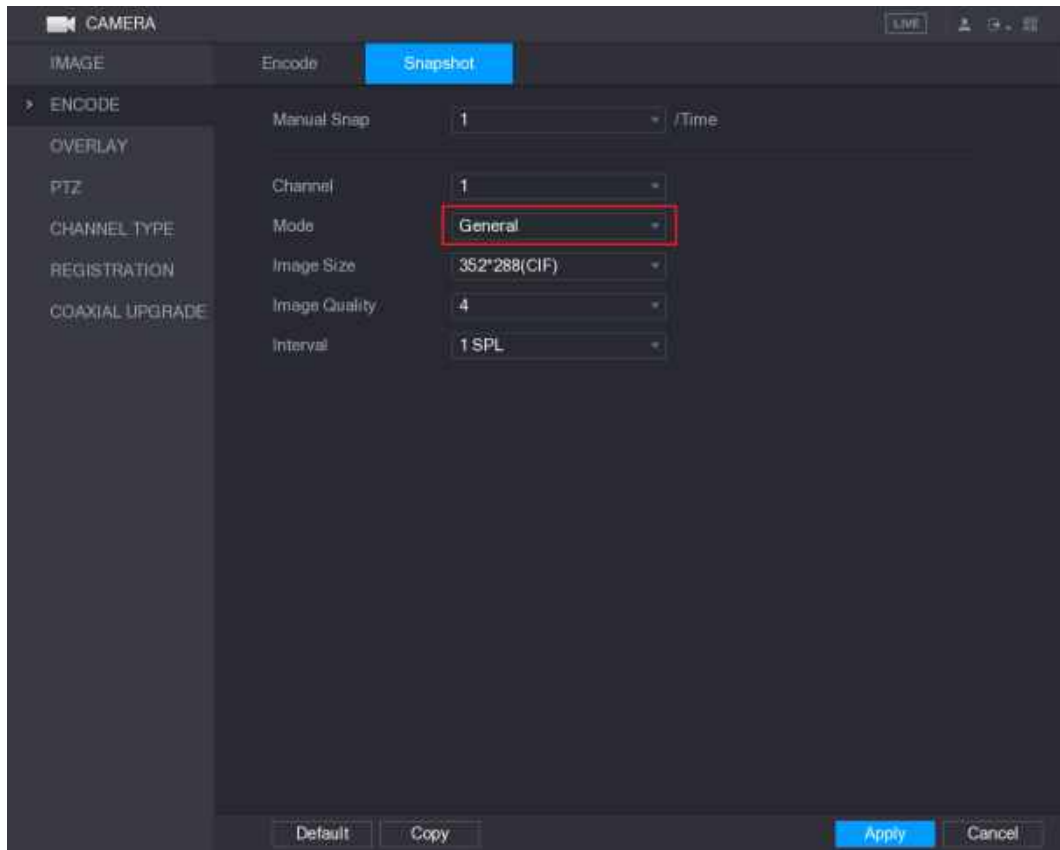 CAMERA LIVE
IMAGE
ENCODE
OVERLAY
PTZ
CHANNEL TYPE
REGISTRATION
COAXIAL UPGRADE
Encode Snapshot
Manual Snap 1 /Time
Channel 1
Mode General
Image Size 352*288(CIF)
Image Quality 4
Interval 1 SPL
Default Copy Apply Cancel